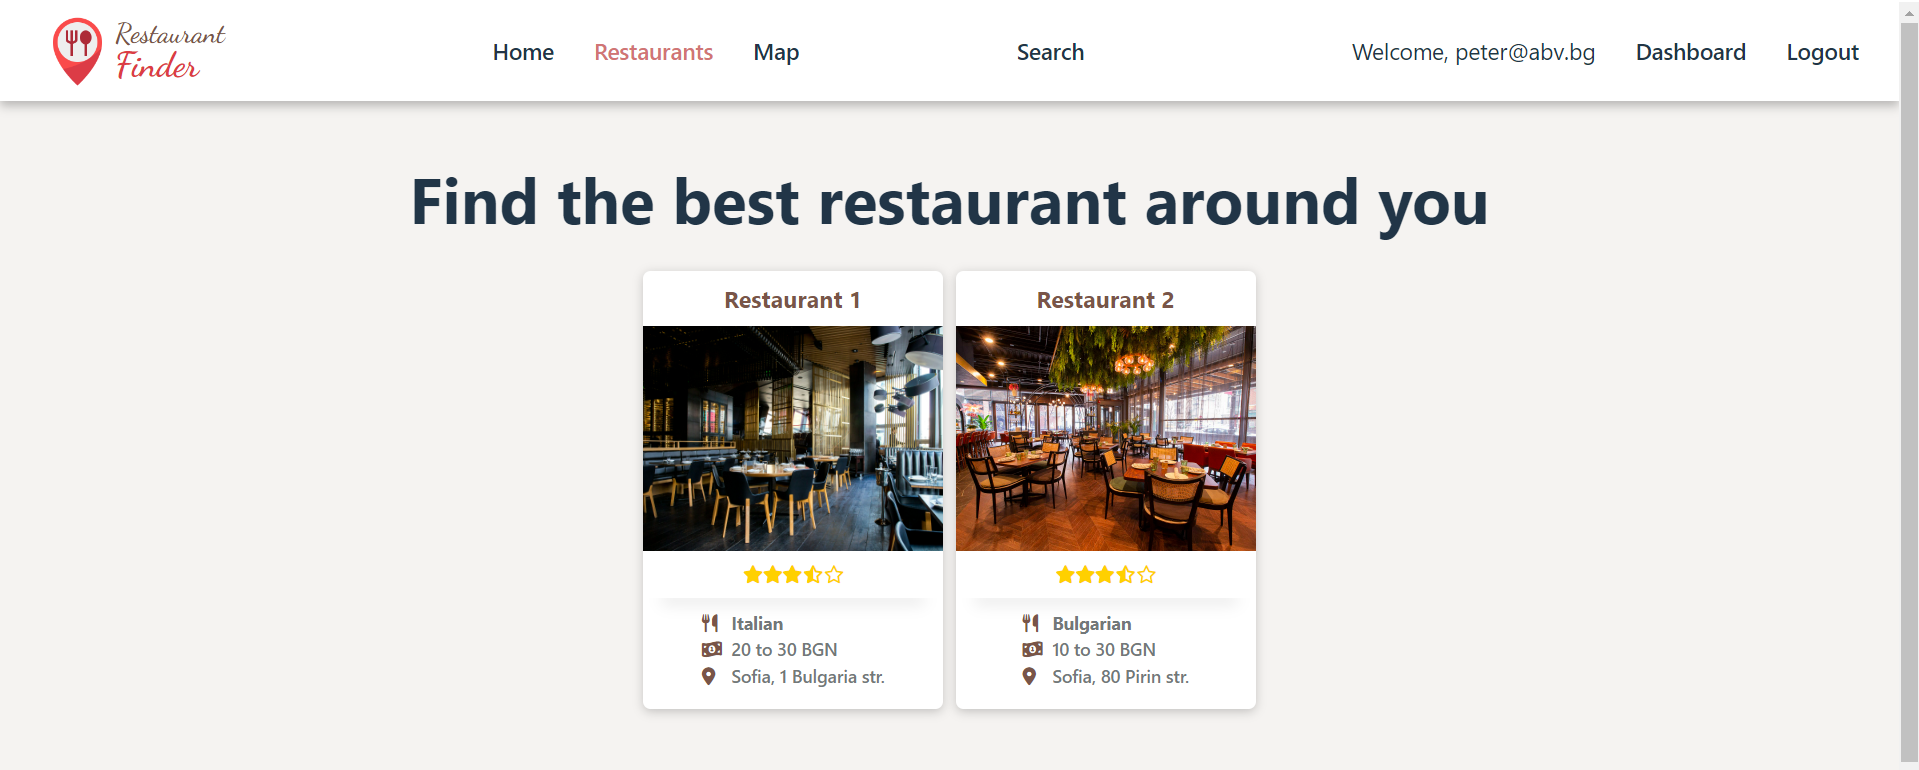 Restaurant
Finder
Home Restaurants Map Search Welcome, peter@abv.bg Dashboard Logout
Find the best restaurant around you
Restaurant 1
Italian
20 to 30 BGN
Sofia, 1 Bulgaria str.
Restaurant 2
Bulgarian
10 to 30 BGN
Sofia, 80 Pirin str.